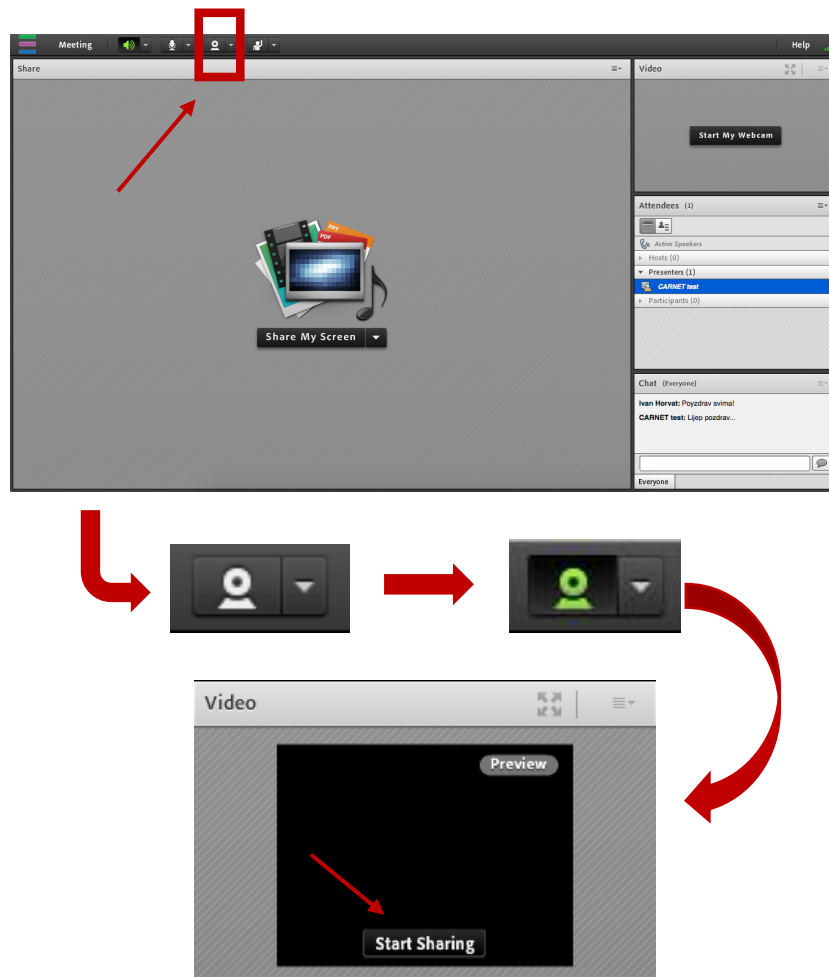 Meeting
Help
Share
Video
Start My Webcam
PPT
PDF
Share My Screen
Attendees (1)
Active Speakers
Hosts (0)
Presenters (1)
CARNET test
Participants (0)
Chat (Everyone)
Ivan Horvat: Poyzdrav svima!
CARNET test: Lijep pozdrav...
Everyone
Video
Preview
Start Sharing